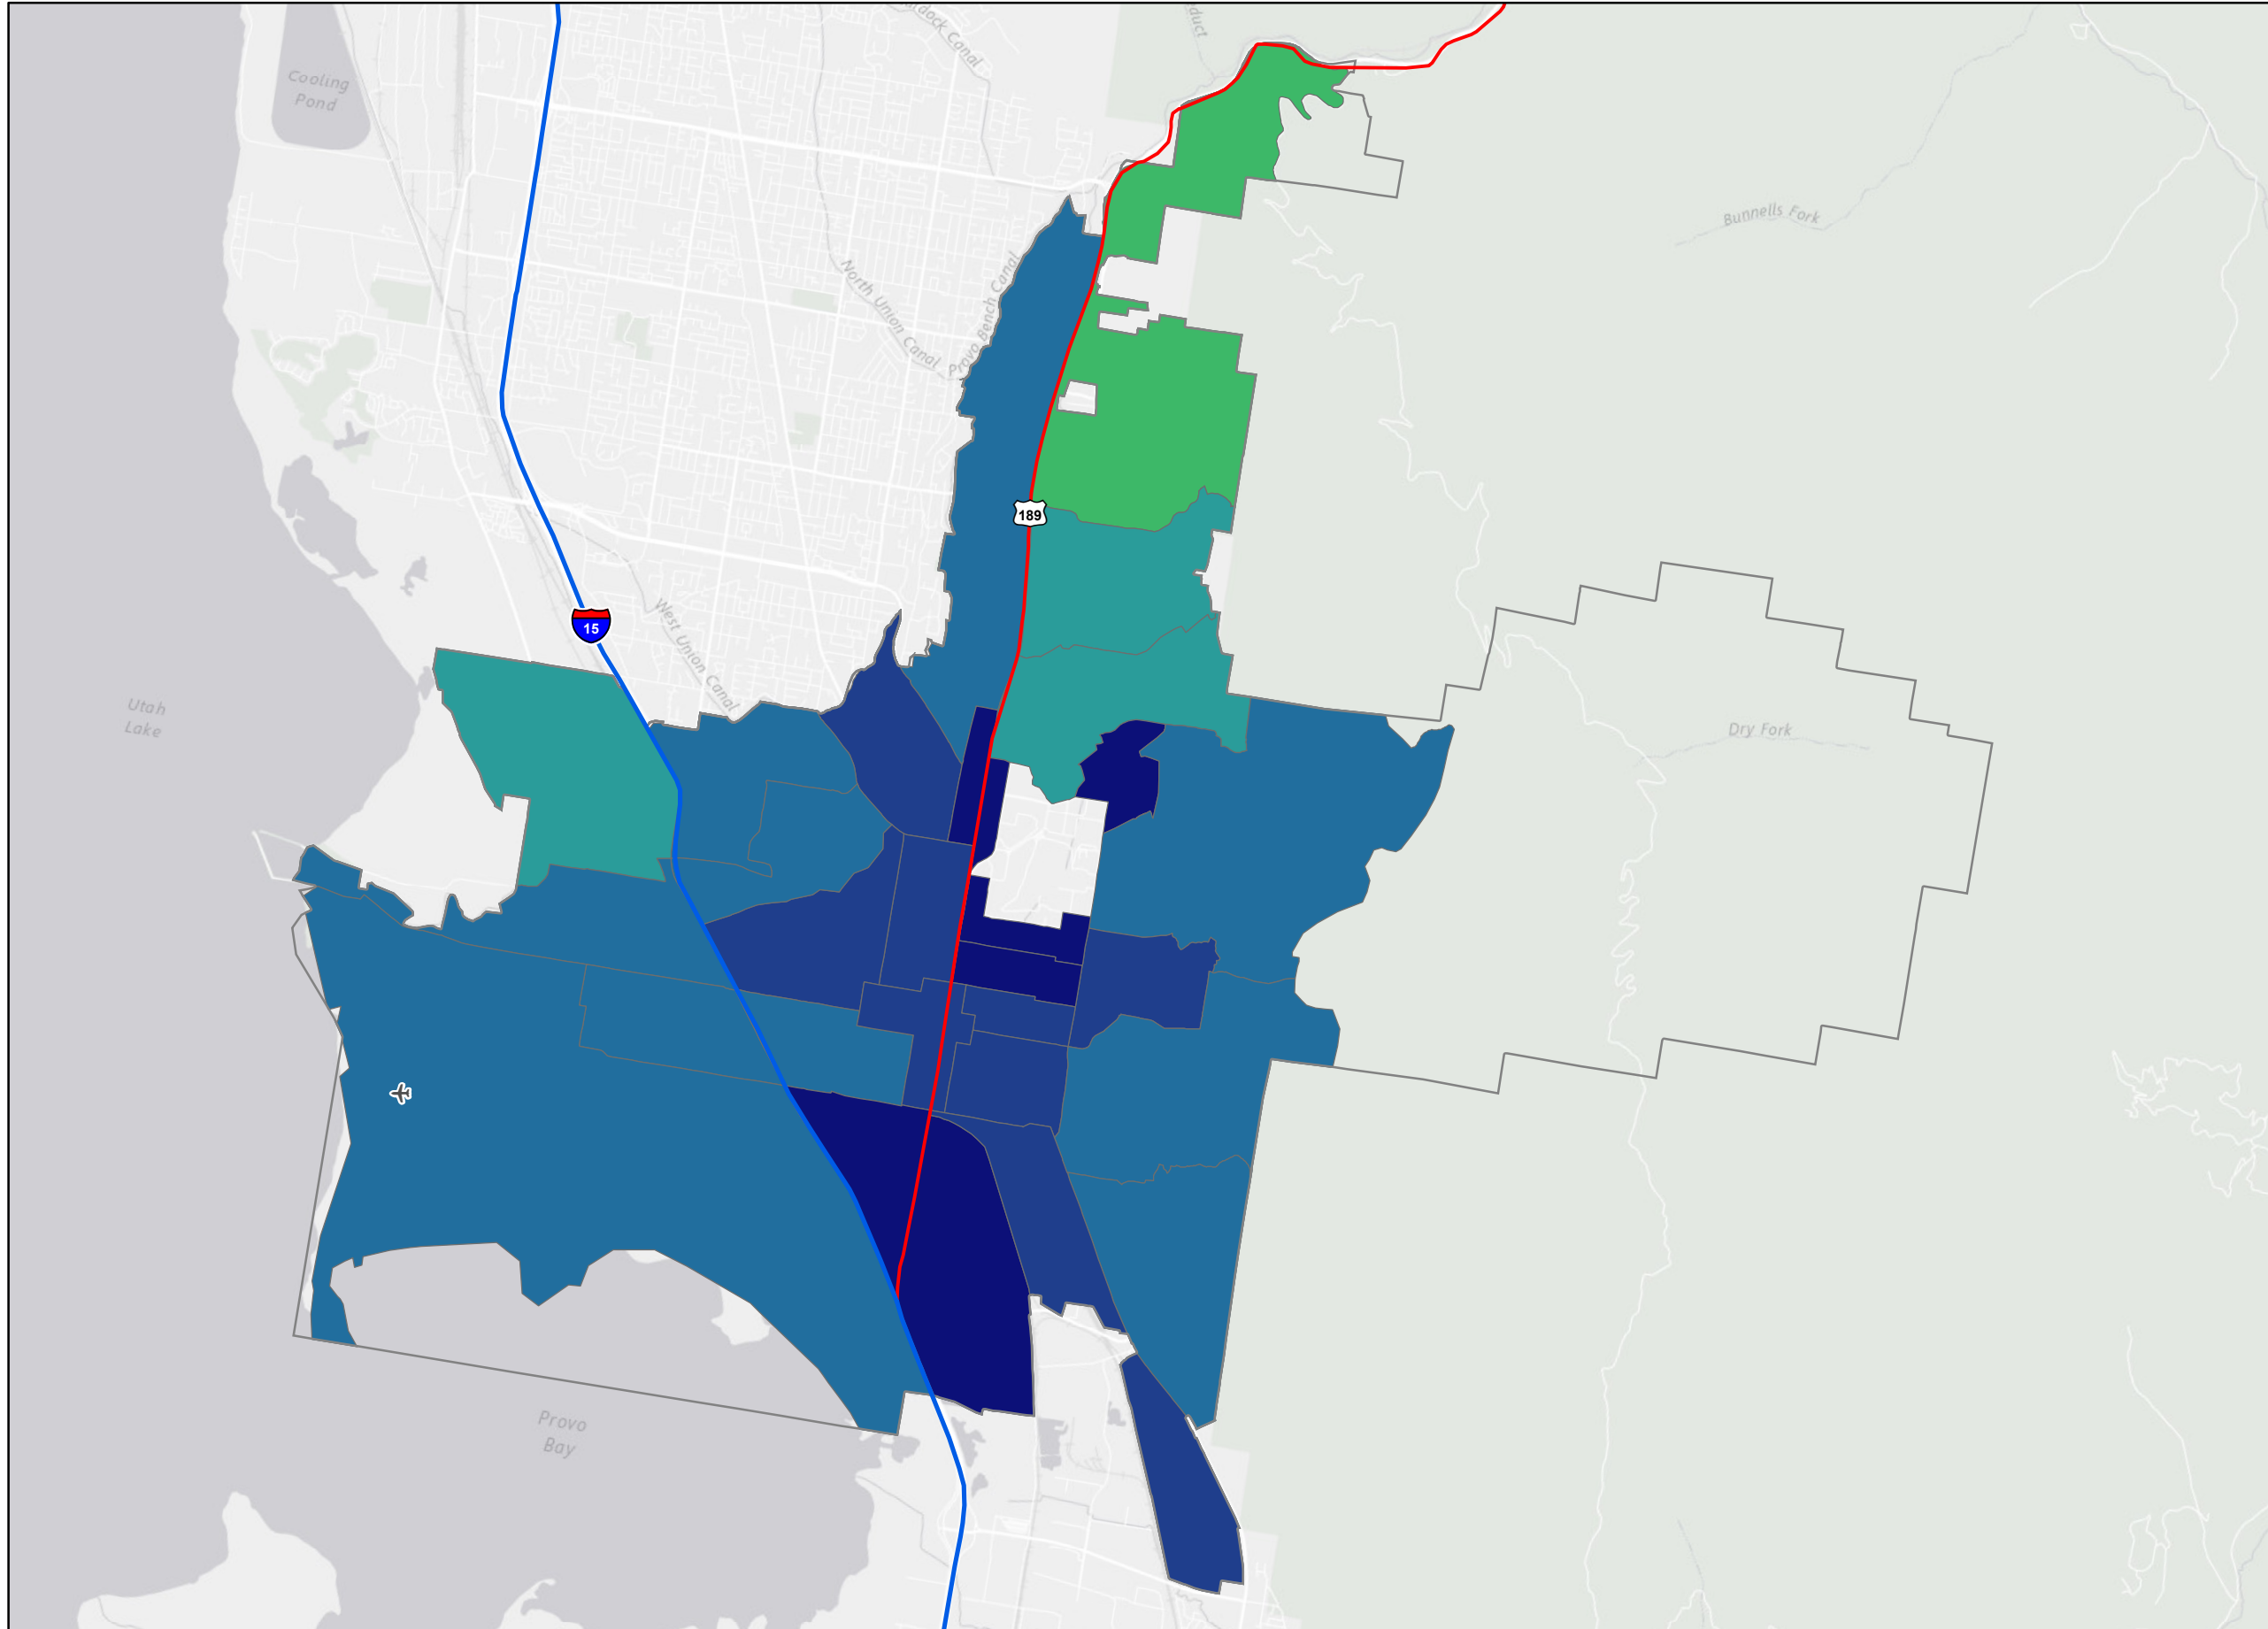 Cooling
Pond
Bunnells Fork
North Union Canal
Provo Bench Canal
189
15
West Union Canal
Utah
Lake
Dry Fork
Provo
Bay